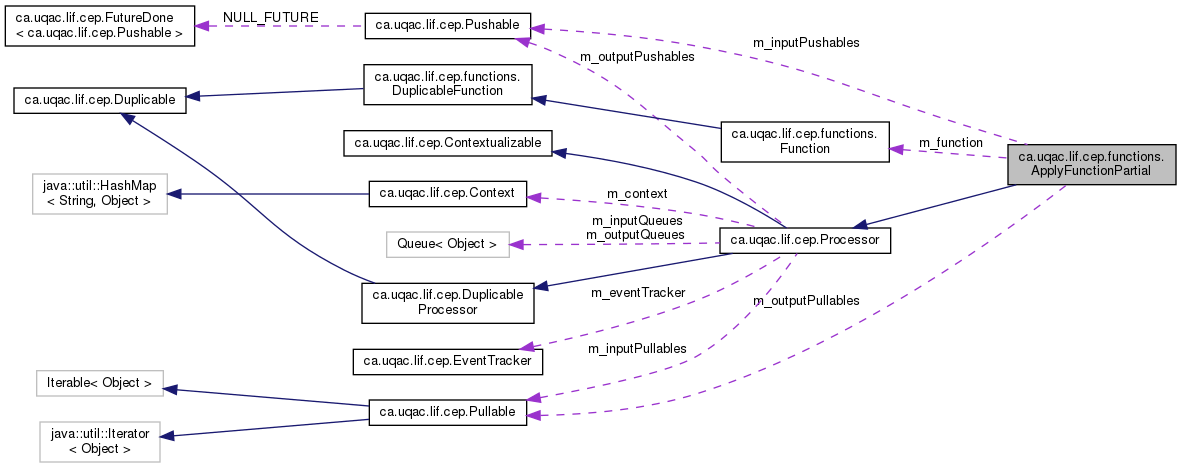 ca.uqac.lif.cep.FutureDone
< ca.uqac.lif.cep.Pushable >
NULL_FUTURE
ca.uqac.lif.cep.Pushable
m_inputPushables
m_outputPushables
ca.uqac.lif.cep.functions.
DuplicableFunction
ca.uqac.lif.cep.Duplicable
ca.uqac.lif.cep.functions.
Function
m_function
ca.uqac.lif.cep.functions.
ApplyFunctionPartial
ca.uqac.lif.cep.Contextualizable
java::util::HashMap
< String, Object >
ca.uqac.lif.cep.Context
m_context
m_inputQueues
m_outputQueues
Queue< Object >
ca.uqac.lif.cep.Processor
ca.uqac.lif.cep.Duplicable
Processor
m_eventTracker
m_outputPullables
ca.uqac.lif.cep.EventTracker
m_inputPullables
Iterable< Object >
ca.uqac.lif.cep.Pullable
java::util::Iterator
< Object >